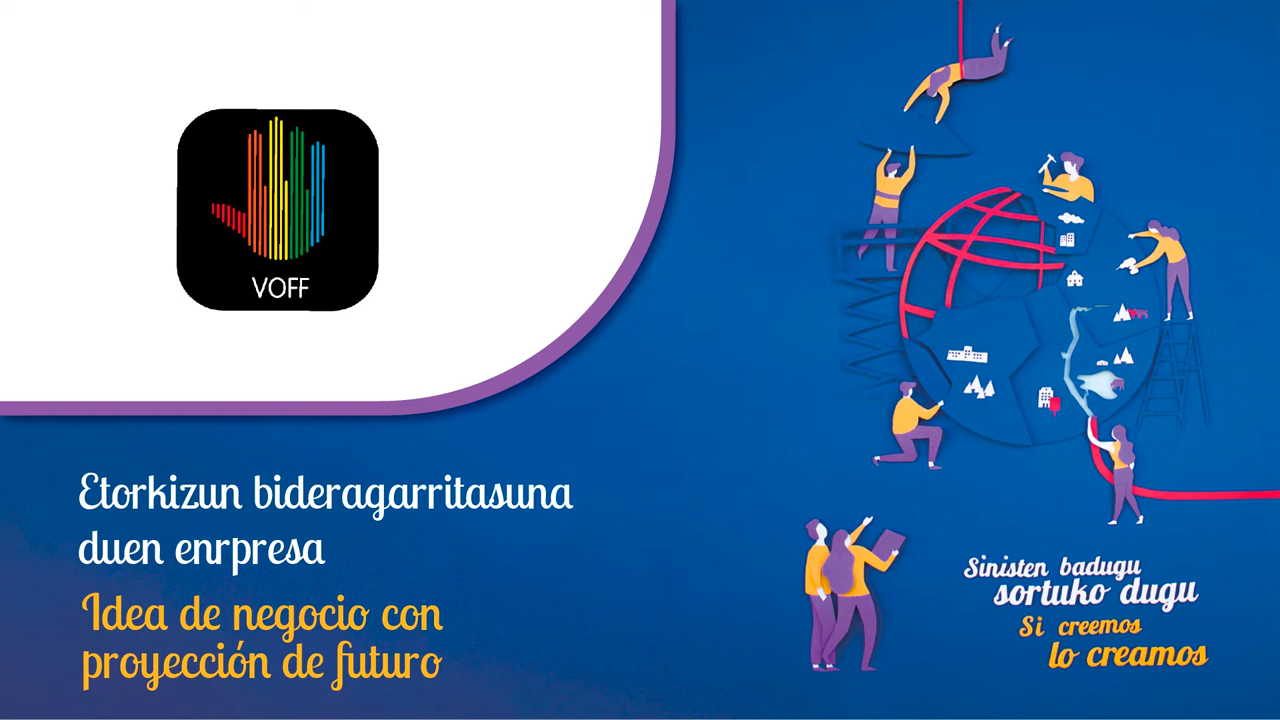 VOFF
Etorkizun bideragarritasuna
duen enrpresa
Idea de negocio con
proyección de futuro
Sinisten badugu
sortuko dugu
Si creemos
lo creamos